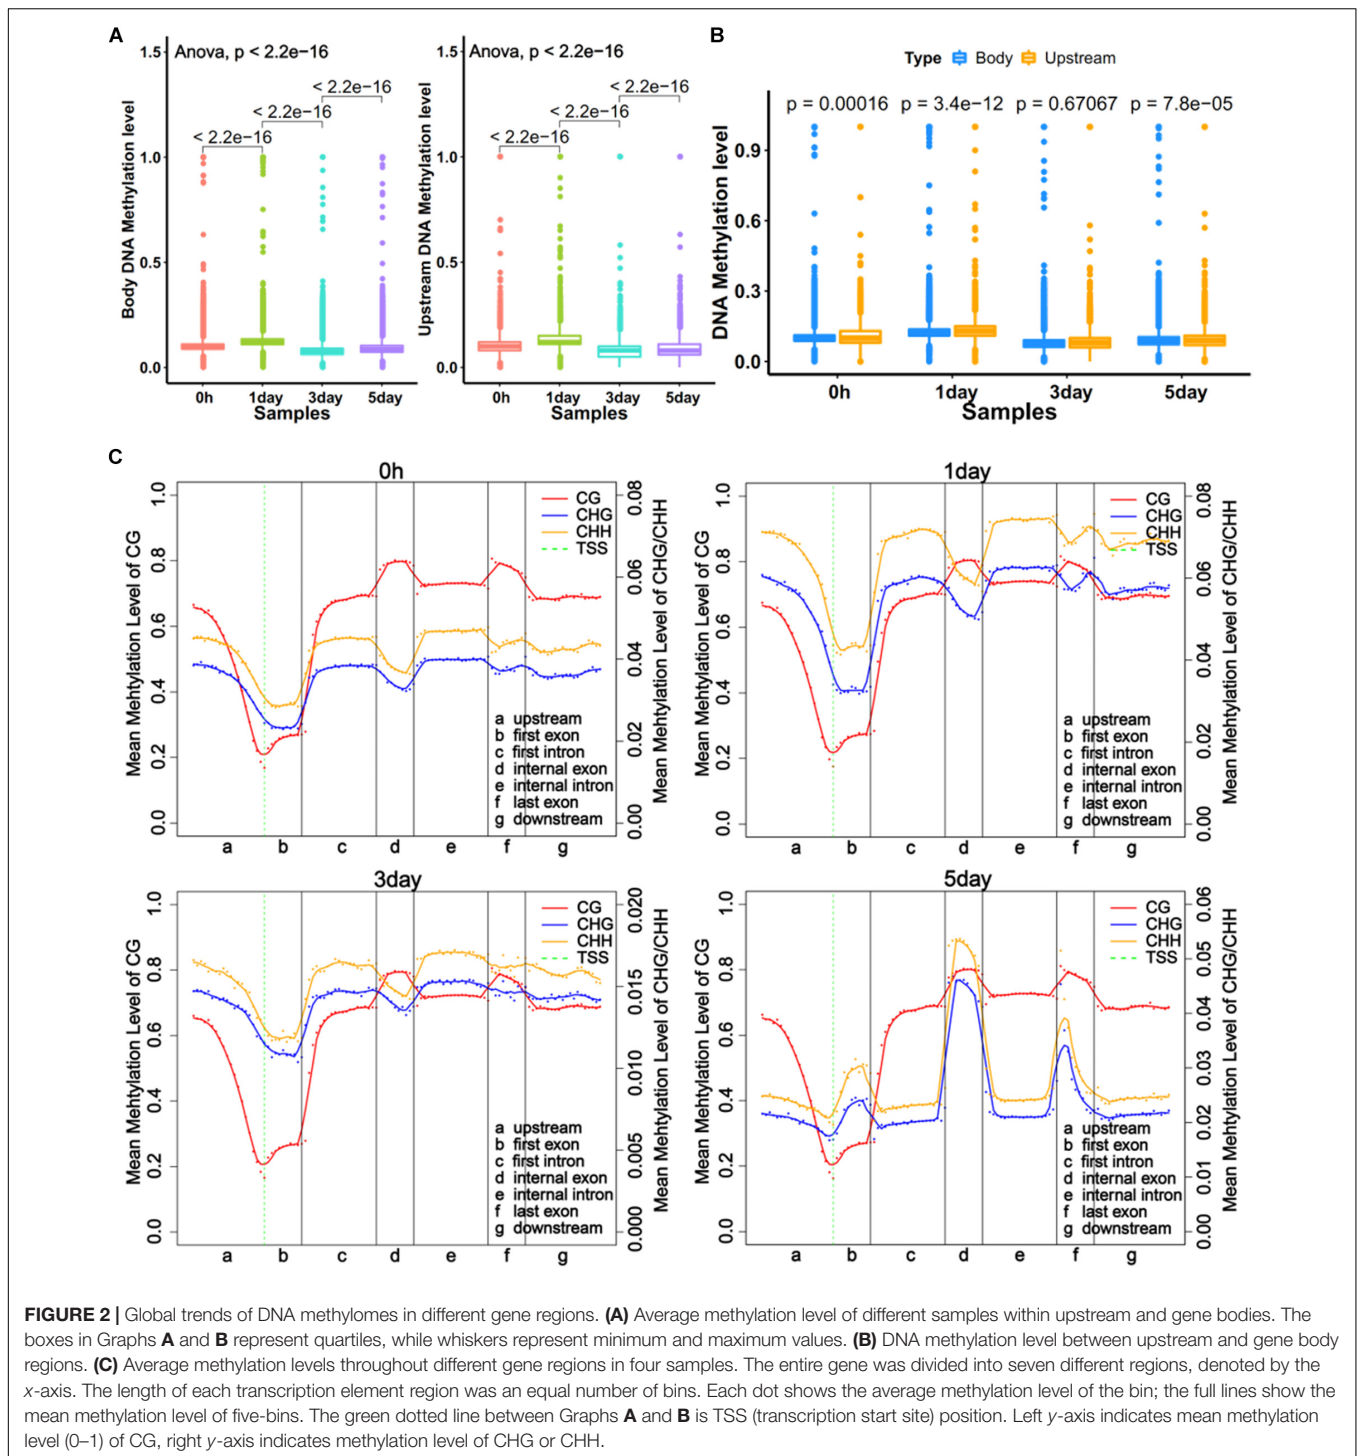 A
1.5
Anova, p < 2.2e−16
< 2.2e−16
< 2.2e−16
< 2.2e−16
1.0
0.5
0.0
Body DNA Methylation level
0h 1day 3day 5day
Samples
1.5
Anova, p < 2.2e−16
< 2.2e−16
< 2.2e−16
< 2.2e−16
1.0
0.5
0.0
Upstream DNA Methylation level
0h 1day 3day 5day
Samples
B
Type Body Upstream
p = 0.00016 p = 3.4e−12 p = 0.67067 p = 7.8e−05
0.9
0.6
0.3
0.0
DNA Methylation level
0h 1day 3day 5day
Samples
C
0h
Mean Mehtylation Level of CG
1.0
0.8
0.6
0.4
0.2
0.0
CG
CHG
CHH
TSS
a upstream
b first exon
c first intron
d internal exon
e internal intron
f last exon
g downstream
0.08
0.06
0.04
0.02
0.00
Mean Mehtylation Level of CHG/CHH
a b c d e f g
1day
Mean Mehtylation Level of CG
1.0
0.8
0.6
0.4
0.2
0.0
CG
CHG
CHH
TSS
a upstream
b first exon
c first intron
d internal exon
e internal intron
f last exon
g downstream
0.08
0.06
0.04
0.02
0.00
Mean Mehtylation Level of CHG/CHH
a b c d e f g
3day
Mean Mehtylation Level of CG
1.0
0.8
0.6
0.4
0.2
0.0
CG
CHG
CHH
TSS
a upstream
b first exon
c first intron
d internal exon
e internal intron
f last exon
g downstream
0.020
0.015
0.010
0.005
0.000
Mean Mehtylation Level of CHG/CHH
a b c d e f g
5day
Mean Mehtylation Level of CG
1.0
0.8
0.6
0.4
0.2
0.0
CG
CHG
CHH
TSS
a upstream
b first exon
c first intron
d internal exon
e internal intron
f last exon
g downstream
0.06
0.05
0.04
0.03
0.02
0.01
0.00
Mean Mehtylation Level of CHG/CHH
a b c d e f g
FIGURE 2 | Global trends of DNA methylomes in different gene regions. (A) Average methylation level of different samples within upstream and gene bodies. The
boxes in Graphs A and B represent quartiles, while whiskers represent minimum and maximum values. (B) DNA methylation level between upstream and gene body
regions. (C) Average methylation levels throughout different gene regions in four samples. The entire gene was divided into seven different regions, denoted by the
x-axis. The length of each transcription element region was an equal number of bins. Each dot shows the average methylation level of the bin; the full lines show the
mean methylation level of five-bins. The green dotted line between Graphs A and B is TSS (transcription start site) position. Left y-axis indicates mean methylation
level (0–1) of CG, right y-axis indicates methylation level of CHG or CHH.